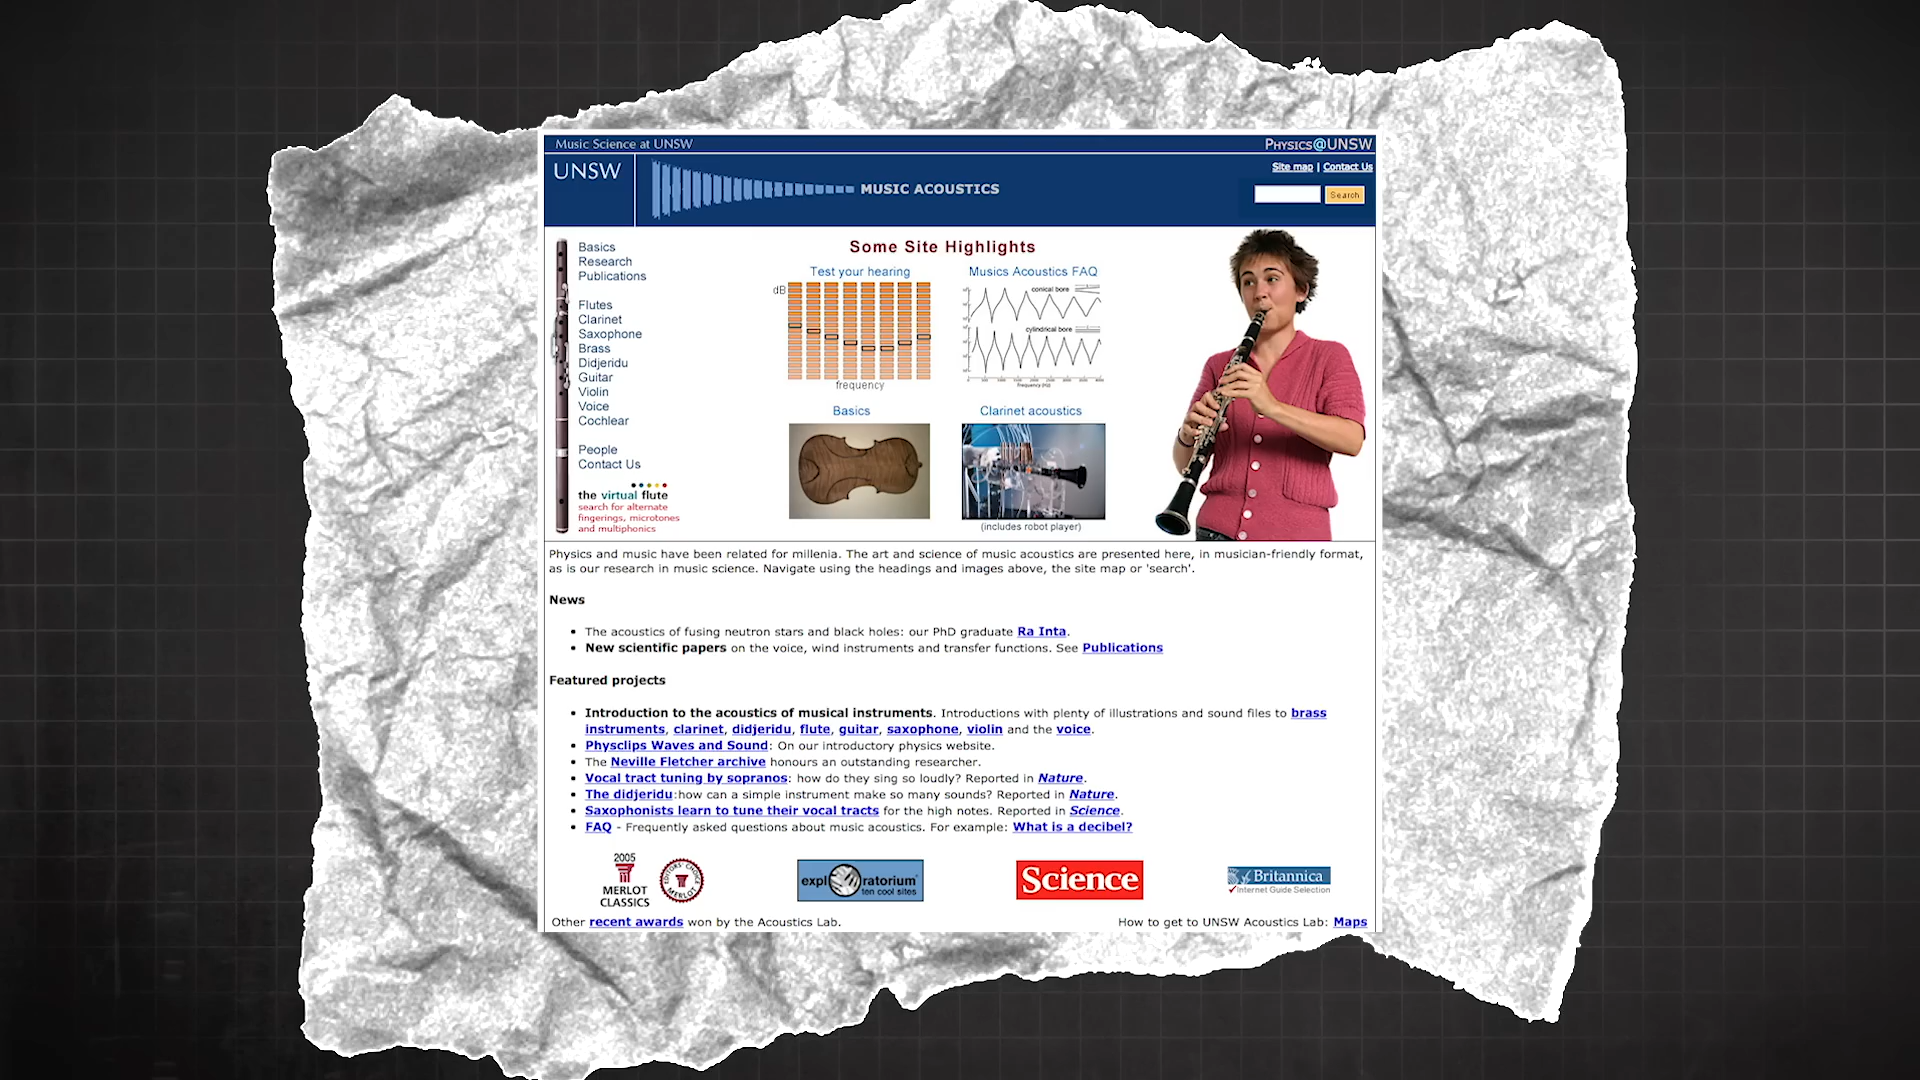 Music Science at UNSW
Physics@UNSW
UNSW
MUSIC ACOUSTICS
Site map | Contact Us
Search
Basics
Research
Publications
Flutes
Clarinet
Saxophone
Brass
Didjeridu
Guitar
Violin
Voice
Cochlear
People
Contact Us
the virtual flute
search for alternate
fingerings, microtones
and multiphonics
Some Site Highlights
Test your hearing
dB
frequency
Musics Acoustics FAQ
conical bore
cylindrical bore
frequency (Hz)
Basics
Clarinet acoustics
(includes robot player)
Physics and music have been related for millenia. The art and science of music acoustics are presented here, in musician-friendly format,
as is our research in music science. Navigate using the headings and images above, the site map or 'search'.
News
The acoustics of fusing neutron stars and black holes: our PhD graduate Ra Inta.
New scientific papers on the voice, wind instruments and transfer functions. See Publications
Featured projects
Introduction to the acoustics of musical instruments. Introductions with plenty of illustrations and sound files to brass
instruments, clarinet, didjeridu, flute, guitar, saxophone, violin and the voice.
Physclips Waves and Sound: On our introductory physics website.
The Neville Fletcher archive honours an outstanding researcher.
Vocal tract tuning by sopranos: how do they sing so loudly? Reported in Nature.
The didjeridu:how can a simple instrument make so many sounds? Reported in Nature.
Saxophonists learn to tune their vocal tracts for the high notes. Reported in Science.
FAQ - Frequently asked questions about music acoustics. For example: What is a decibel?
2005
MERLOT
CLASSICS
EDITORS' CHOICE
MERLOT
exploratorium
ten cool sites
Science
Britannica
Internet Guide Selection
Other recent awards won by the Acoustics Lab.
How to get to UNSW Acoustics Lab: Maps